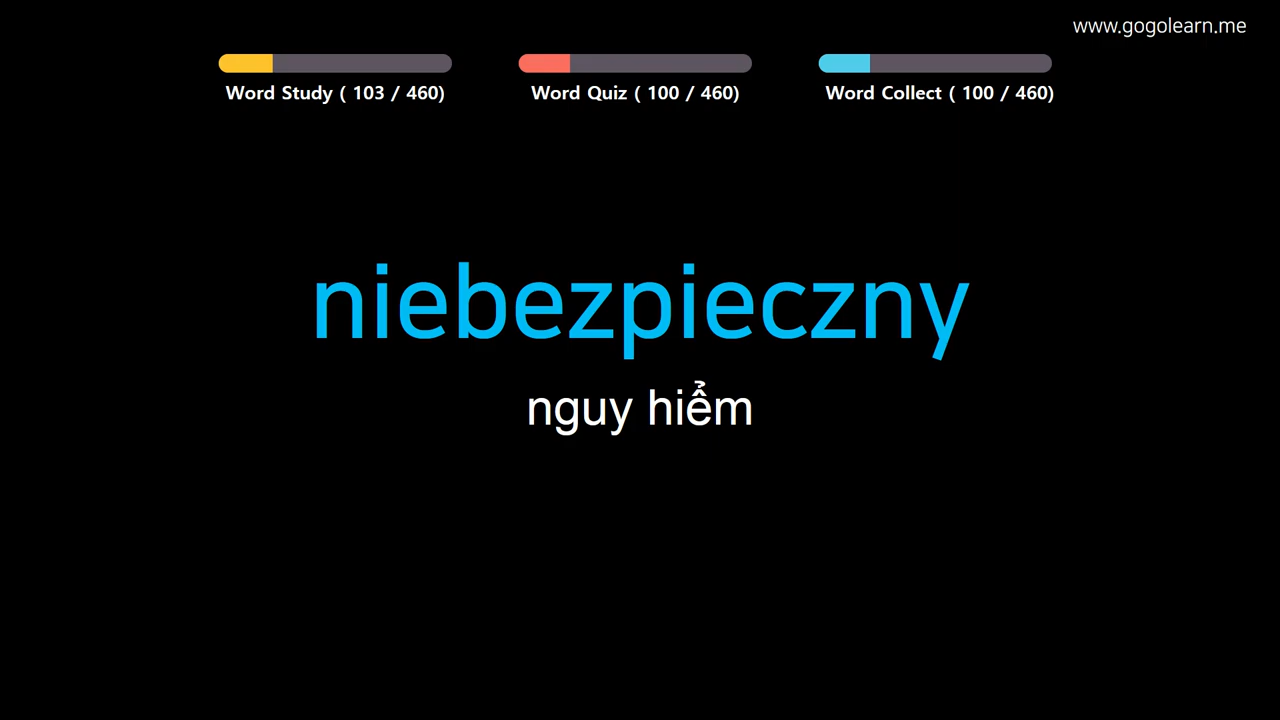 www.gogolearn.me
Word Study ( 103 / 460)
Word Quiz ( 100 / 460)
Word Collect ( 100 / 460)
niebezpieczny
nguy hiểm